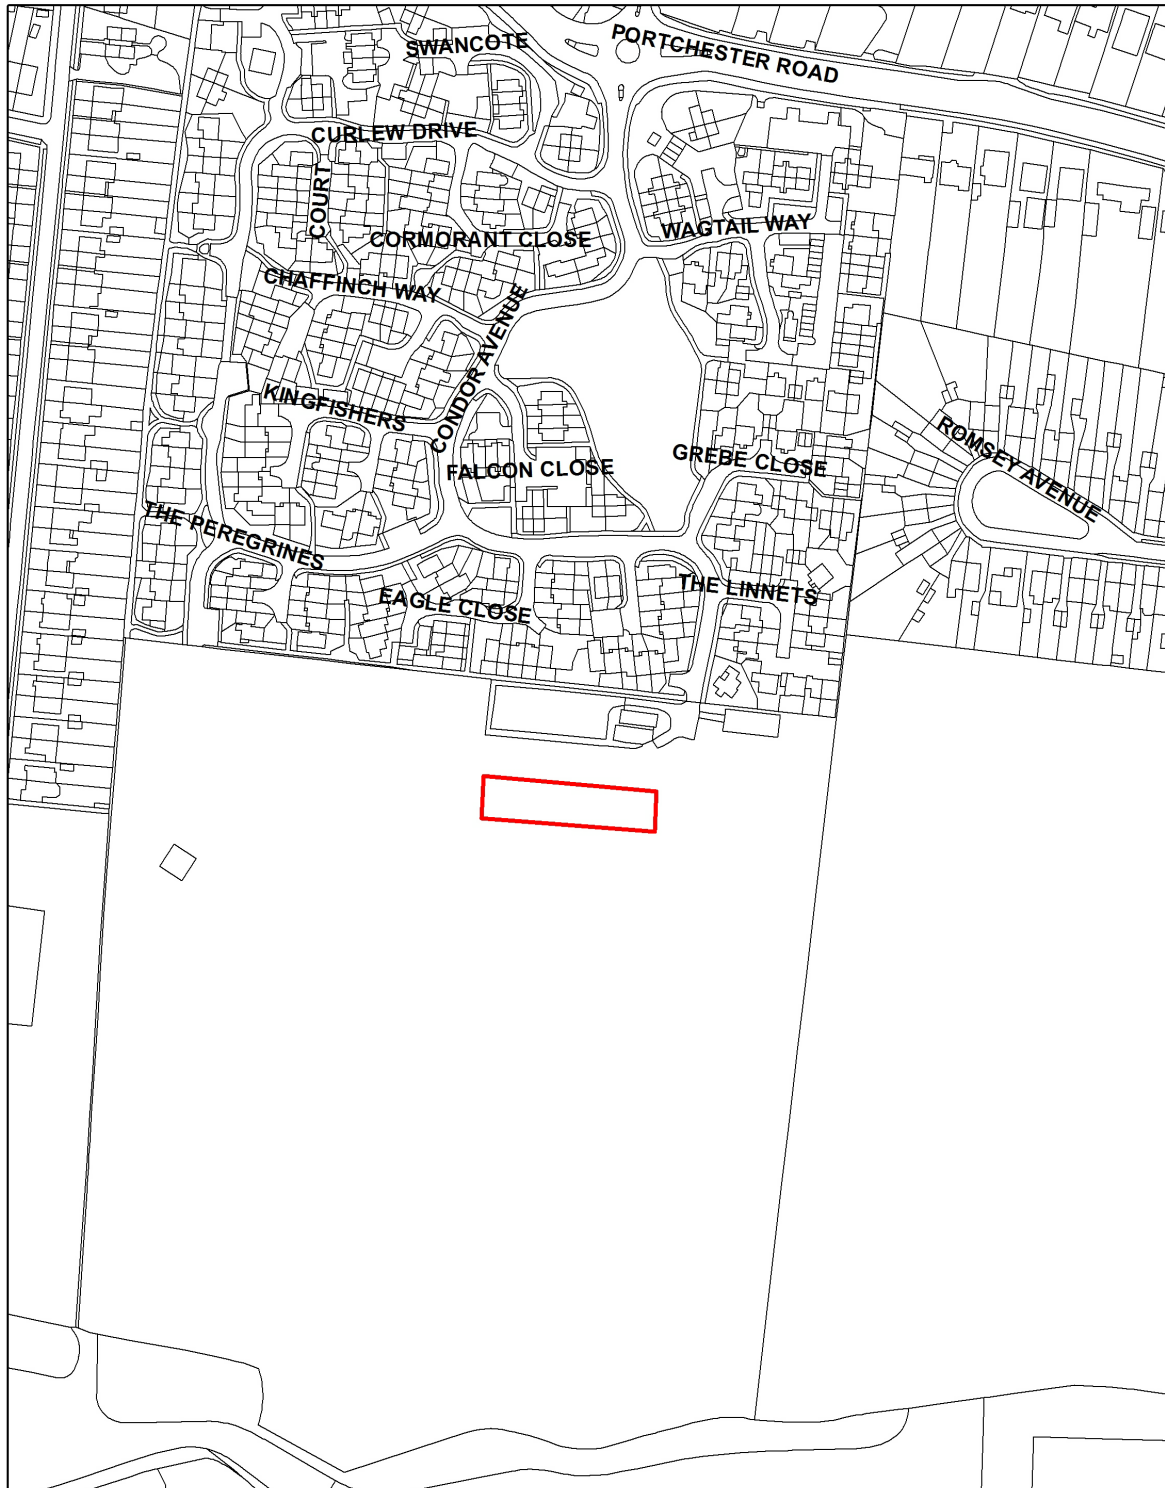 SWANCOTE
PORTCHESTER ROAD
CURLEW DRIVE
COURT
CORMORANT CLOSE
WAGTAIL WAY
CHAFFINCH WAY
CONDOR AVENUE
KINGFISHERS
FALCON CLOSE
GREBE CLOSE
ROMSEY AVENUE
THE PEREGRINES
EAGLE CLOSE
THE LINNETS